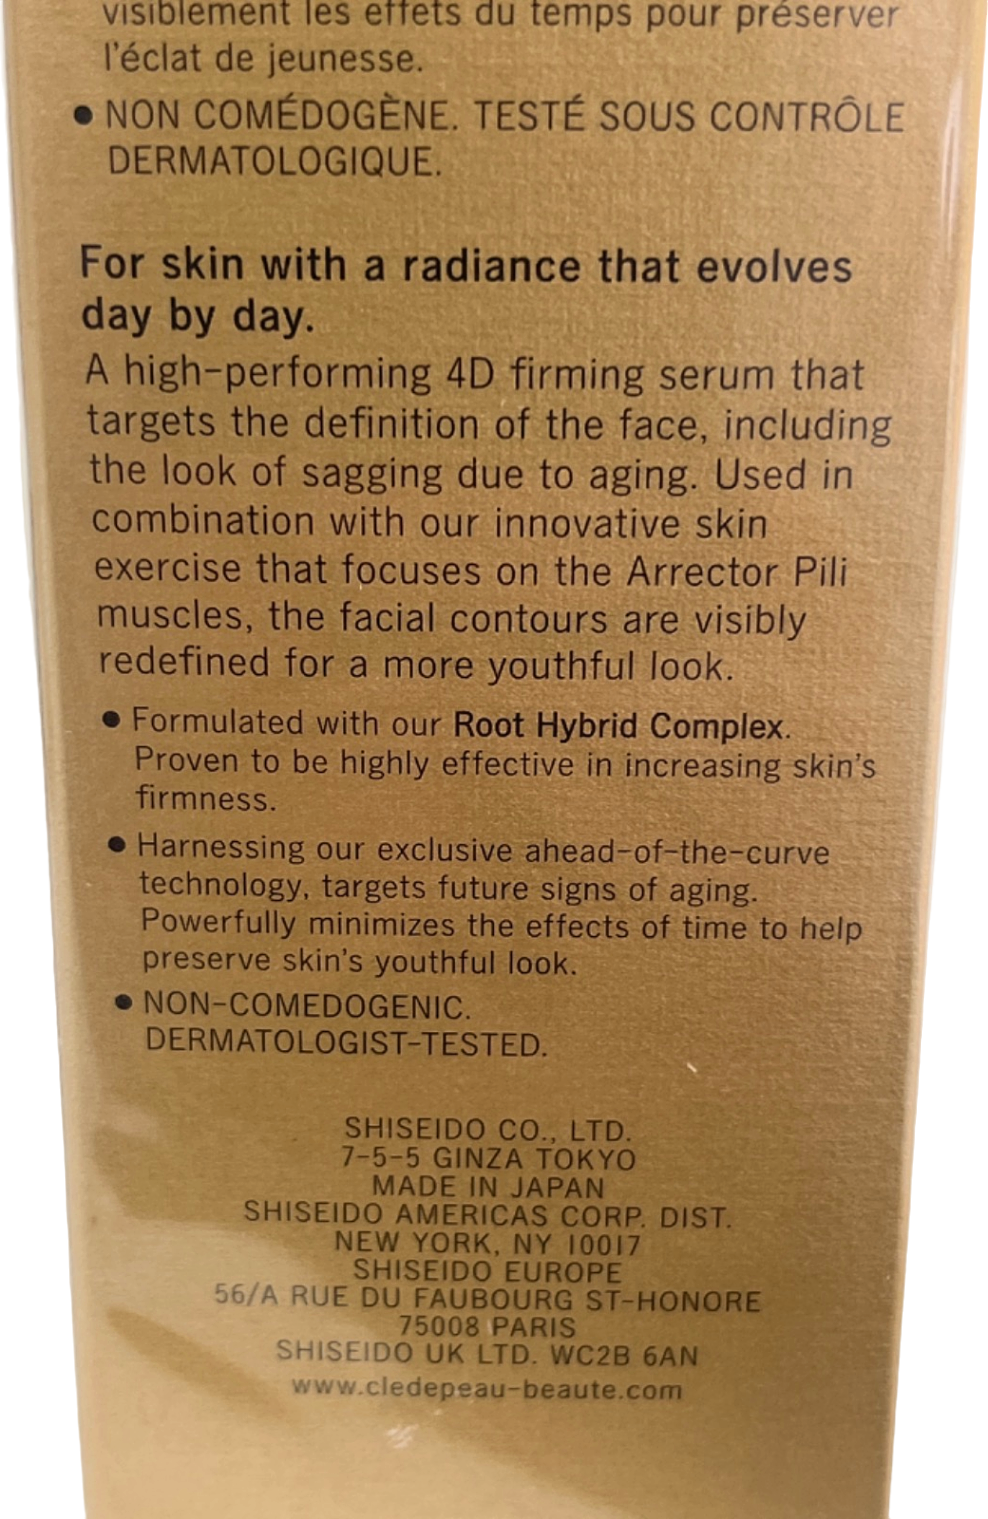 visiblement les effets du temps pour préserver
l'éclat de jeunesse.
● NON COMÉDOGÈNE. TESTÉ SOUS CONTRÔLE
DERMATOLOGIQUE.
For skin with a radiance that evolves
day by day.
A high-performing 4D firming serum that
targets the definition of the face, including
the look of sagging due to aging. Used in
combination with our innovative skin
exercise that focuses on the Arrector Pili
muscles, the facial contours are visibly
redefined for a more youthful look.
● Formulated with our Root Hybrid Complex.
Proven to be highly effective in increasing skin's
firmness.
● Harnessing our exclusive ahead-of-the-curve
technology, targets future signs of aging.
Powerfully minimizes the effects of time to help
preserve skin's youthful look.
● NON-COMEDOGENIC.
DERMATOLOGIST-TESTED.
SHISEIDO CO., LTD.
7-5-5 GINZA TOKYO
MADE IN JAPAN
SHISEIDO AMERICAS CORP. DIST.
NEW YORK, NY 10017
SHISEIDO EUROPE
56/A RUE DU FAUBOURG ST-HONORE
75008 PARIS
SHISEIDO UK LTD. WC2B 6AN
www.cledepeau-beaute.com